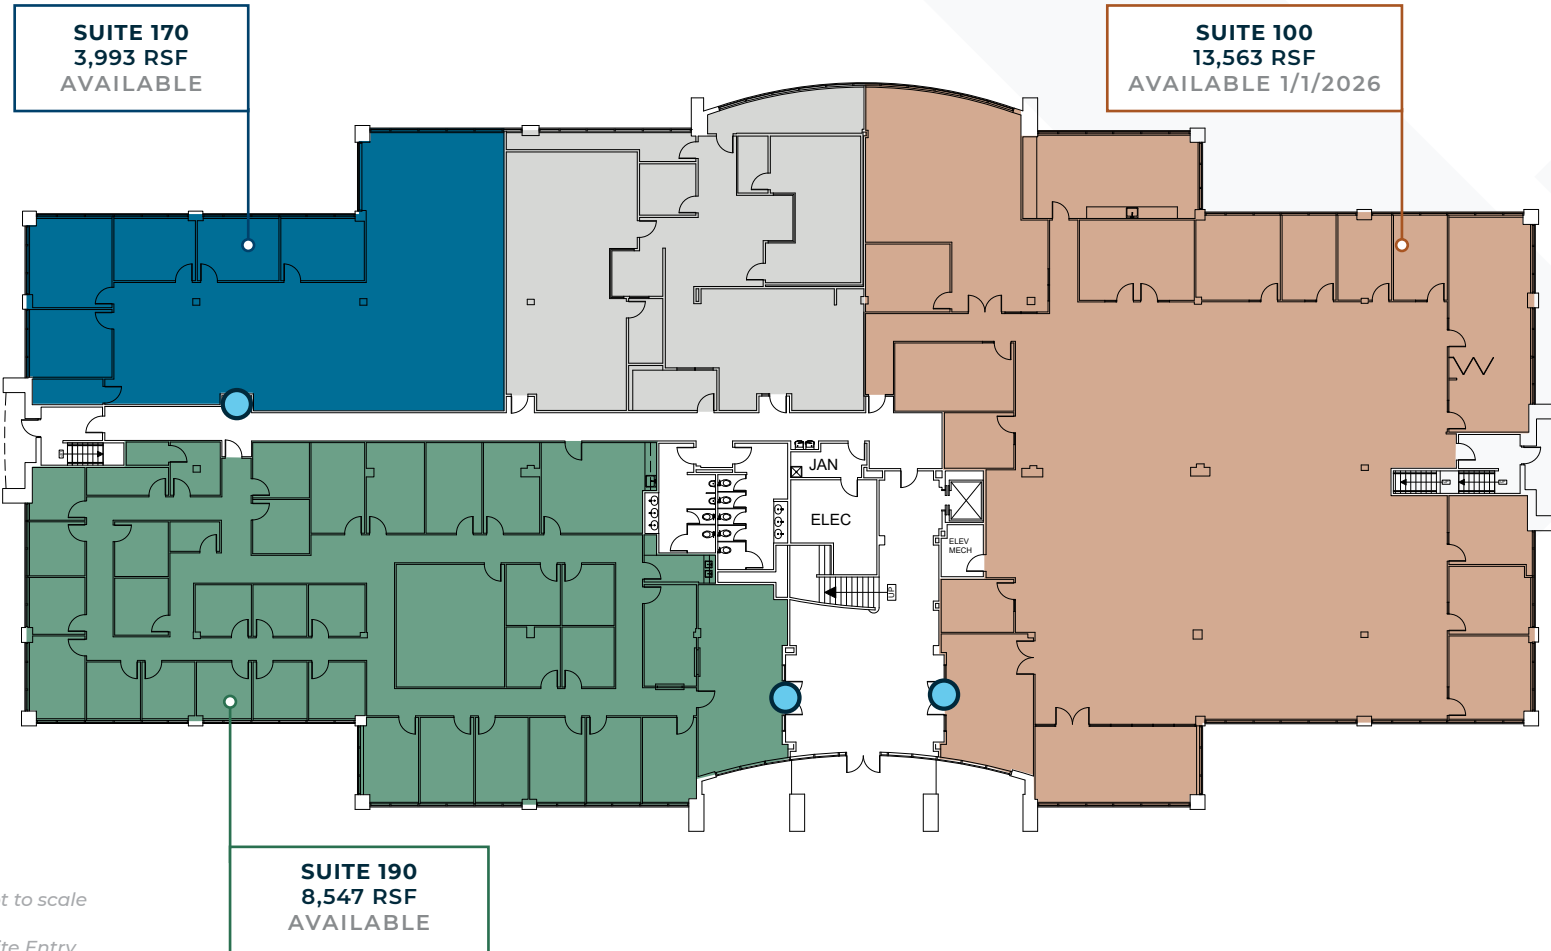 SUITE 170
3,993 RSF
AVAILABLE
SUITE 100
13,563 RSF
AVAILABLE 1/1/2026
JAN
ELEC
ELEV
MECH
UP
SUITE 190
8,547 RSF
AVAILABLE
to scale
Entry